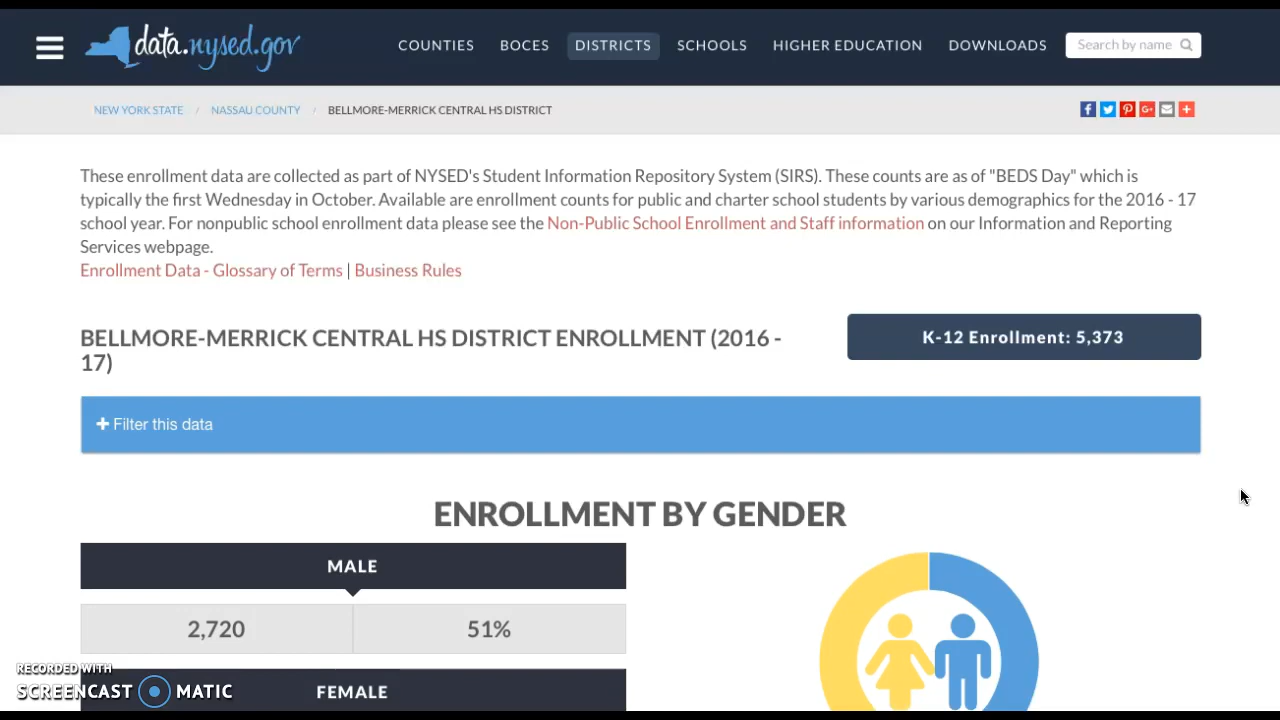 data.nysed.gov
COUNTIES BOCES DISTRICTS SCHOOLS HIGHER EDUCATION DOWNLOADS Search by name
NEW YORK STATE / NASSAU COUNTY / BELLMORE-MERRICK CENTRAL HS DISTRICT
These enrollment data are collected as part of NYSED's Student Information Repository System (SIRS). These counts are as of "BEDS Day" which is
typically the first Wednesday in October. Available are enrollment counts for public and charter school students by various demographics for the 2016 - 17
school year. For nonpublic school enrollment data please see the Non-Public School Enrollment and Staff information on our Information and Reporting
Services webpage.
Enrollment Data - Glossary of Terms | Business Rules
BELLMORE-MERRICK CENTRAL HS DISTRICT ENROLLMENT (2016 -
17)
K-12 Enrollment: 5,373
+ Filter this data
ENROLLMENT BY GENDER
MALE
2,720 51%
FEMALE
RECORDED WITH
SCREENCAST MATIC